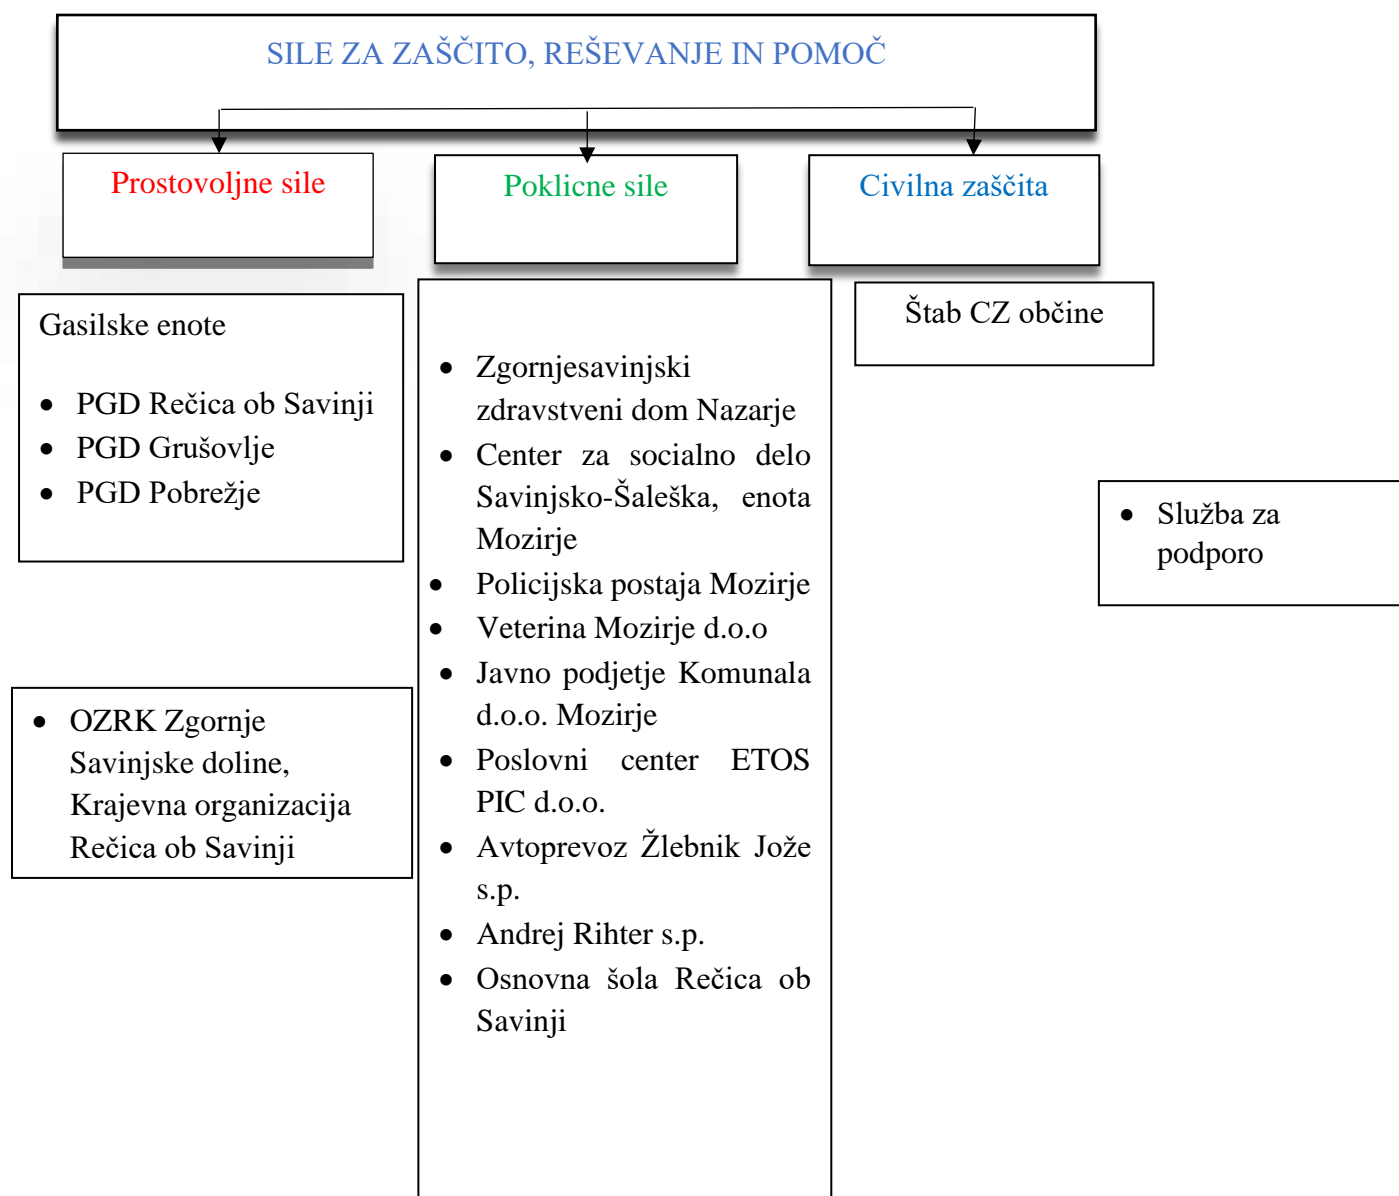 SILE ZA ZAŠČITO, REŠEVANJE IN POMOČ
Prostovoljne sile
Poklicne sile
Civilna zaščita
Gasilske enote
• PGD Rečica ob Savinji
• PGD Grušovlje
• PGD Pobrežje
• OZRK Zgornje
Savinjske doline,
Krajevna organizacija
Rečica ob Savinji
• Zgornjesavinjski
zdravstveni dom Nazarje
• Center za socialno delo
Savinjsko-Šaleška, enota
Mozirje
• Policijska postaja Mozirje
• Veterina Mozirje d.o.o
• Javno podjetje Komunala
d.o.o. Mozirje
• Poslovni center ETOS
PIC d.o.o.
• Avtoprevoz Žlebnik Jože
s.p.
• Andrej Rihter s.p.
• Osnovna šola Rečica ob
Savinji
Štab CZ občine
• Služba za
podporo